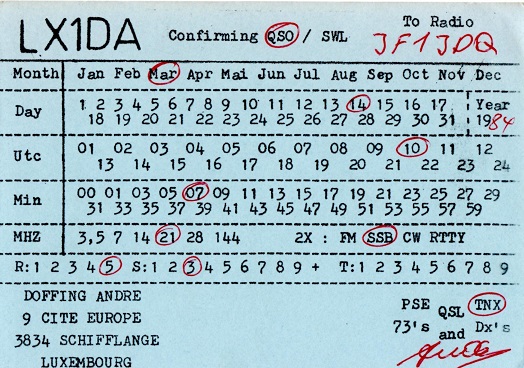 LX1DA Confirming QSO / SWL To Radio
JF1JDQ
Month Jan Feb Mar Apr Mai Jun Jul Aug Sep Oct Nov Dec
Day 1 2 3 4 5 6 7 8 9 10 11 12 13 14 15 16 17 Year
18 19 20 21 22 23 24 25 26 27 28 29 30 31 1984
Utc 01 02 03 04 05 06 07 08 09 10 11 12
13 14 15 16 17 18 19 20 21 22 23 24
Min 00 01 03 05 07 09 11 13 15 17 19 21 23 25 27 29
31 33 35 37 39 41 43 45 47 49 51 53 55 57 59
MHZ 3,5 7 14 21 28 144 2X : FM SSB CW RTTY
R:1 2 3 4 5 S:1 2 3 4 5 6 7 8 9 + T:1 2 3 4 5 6 7 8 9
DOFFING ANDRE
9 CITE EUROPE
3834 SCHIFFLANGE
LUXEMBOURG
PSE QSL TNX
73's and Dx's